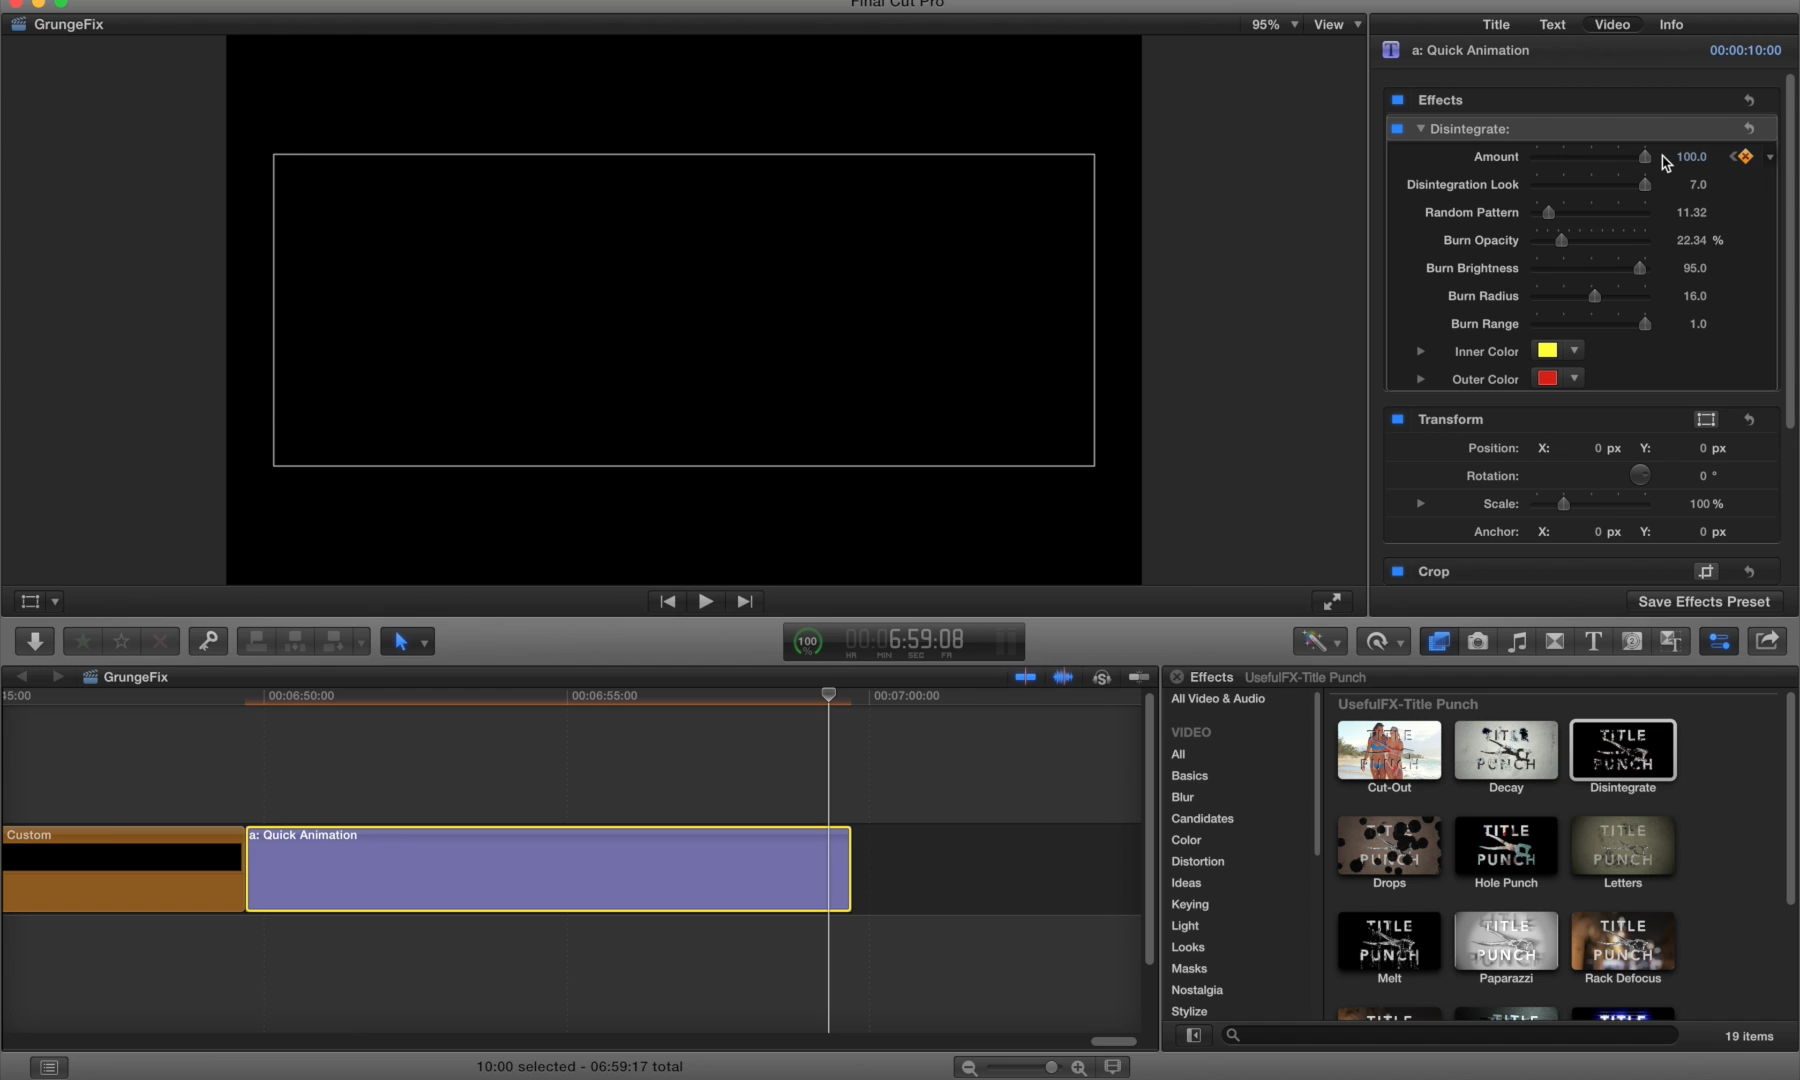 Final Cut Pro
GrungeFix
95% View
Title Text Video Info
a: Quick Animation 00:00:10:00
Effects
Disintegrate:
Amount 100.0
Disintegration Look 7.0
Random Pattern 11.32
Burn Opacity 22.34 %
Burn Brightness 95.0
Burn Radius 16.0
Burn Range 1.0
Inner Color
Outer Color
Transform
Position: X: 0 px Y: 0 px
Rotation: 0 °
Scale: 100 %
Anchor: X: 0 px Y: 0 px
Crop
Save Effects Preset
100 % 00:06:59:08
HR MIN SEC FR
GrungeFix
Effects UsefulFX-Title Punch
45:00 00:06:50:00 00:06:55:00 00:07:00:00
All Video & Audio
VIDEO
All
Basics
Blur
Candidates
Color
Distortion
Ideas
Keying
Light
Looks
Masks
Nostalgia
Stylize
UsefulFX-Title Punch
TITLE PUNCH
Cut-Out
TITLE PUNCH
Decay
TITLE PUNCH
Disintegrate
TITLE PUNCH
Drops
TITLE PUNCH
Hole Punch
TITLE PUNCH
Letters
TITLE PUNCH
Melt
TITLE PUNCH
Paparazzi
TITLE PUNCH
Rack Defocus
TITLE
TITLE
TITLE
Custom
a: Quick Animation
19 items
10:00 selected - 06:59:17 total